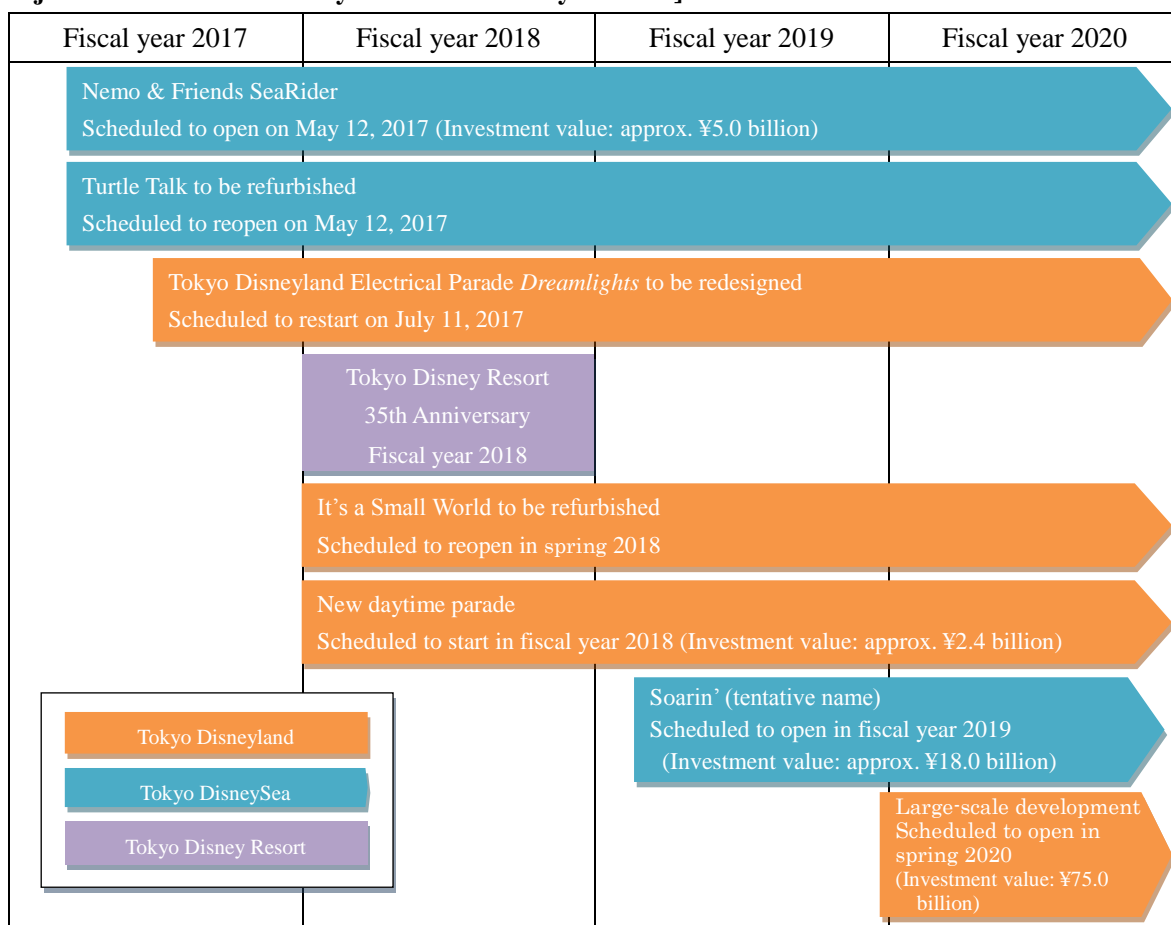 Fiscal year 2017 Fiscal year 2018 Fiscal year 2019 Fiscal year 2020
Nemo & Friends SeaRider
Scheduled to open on May 12, 2017 (Investment value: approx. ¥5.0 billion)
Turtle Talk to be refurbished
Scheduled to reopen on May 12, 2017
Tokyo Disneyland Electrical Parade Dreamlights to be redesigned
Scheduled to restart on July 11, 2017
Tokyo Disney Resort
35th Anniversary
Fiscal year 2018
It's a Small World to be refurbished
Scheduled to reopen in spring 2018
New daytime parade
Scheduled to start in fiscal year 2018 (Investment value: approx. ¥2.4 billion)
Soarin' (tentative name)
Scheduled to open in fiscal year 2019
(Investment value: approx. ¥18.0 billion)
Large-scale development
Scheduled to open in
spring 2020
(Investment value: ¥75.0
billion)
Tokyo Disneyland
Tokyo DisneySea
Tokyo Disney Resort